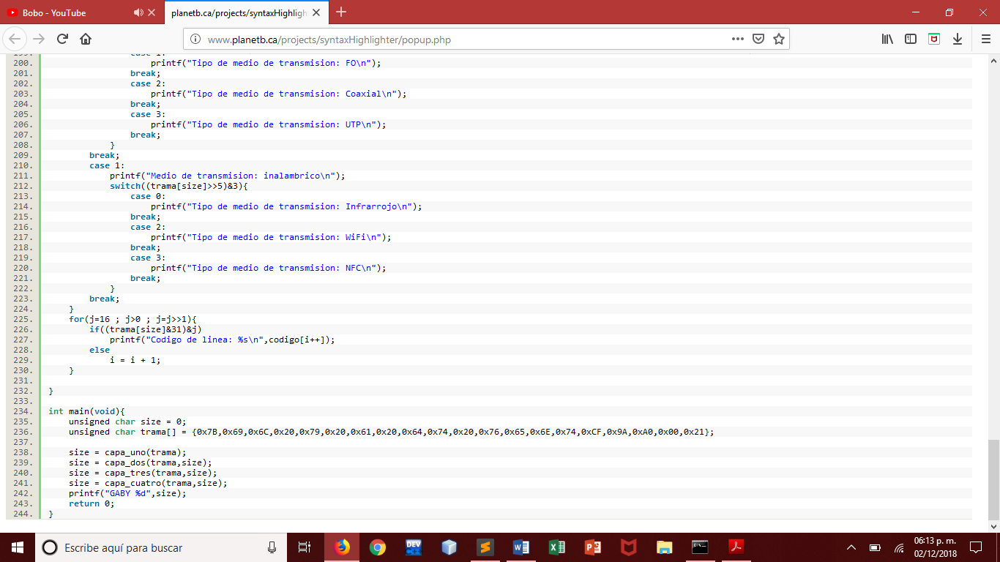 Bobo - YouTube
planetb.ca/projects/syntaxHighligh
www.planetb.ca/projects/syntaxHighlighter/popup.php
199. case 1:
200. printf("Tipo de medio de transmision: FO\n");
201. break;
202. case 2:
203. printf("Tipo de medio de transmision: Coaxial\n");
204. break;
205. case 3:
206. printf("Tipo de medio de transmision: UTP\n");
207. break;
208. }
209. break;
210. case 1:
211. printf("Medio de transmision: inalambrico\n");
212. switch((trama[size]>>5)&3){
213. case 0:
214. printf("Tipo de medio de transmision: Infrarrojo\n");
215. break;
216. case 2:
217. printf("Tipo de medio de transmision: WiFi\n");
218. break;
219. case 3:
220. printf("Tipo de medio de transmision: NFC\n");
221. break;
222. }
223. break;
224. }
225. for(j=16 ; j>0 ; j=j>>1){
226. if((trama[size]&31)&j)
227. printf("Codigo de linea: %s\n",codigo[i++]);
228. else
229. i = i + 1;
230. }
231.
232. }
233.
234. int main(void){
235. unsigned char size = 0;
236. unsigned char trama[] = {0x7B,0x69,0x6C,0x20,0x79,0x20,0x61,0x20,0x64,0x74,0x20,0x76,0x65,0x6E,0x74,0xCF,0x9A,0xA0,0x00,0x21};
237.
238. size = capa_uno(trama);
239. size = capa_dos(trama,size);
240. size = capa_tres(trama,size);
241. size = capa_cuatro(trama,size);
242. printf("GABY %d",size);
243. return 0;
244. }
Escribe aquí para buscar
DEV
06:13 p. m.
02/12/2018